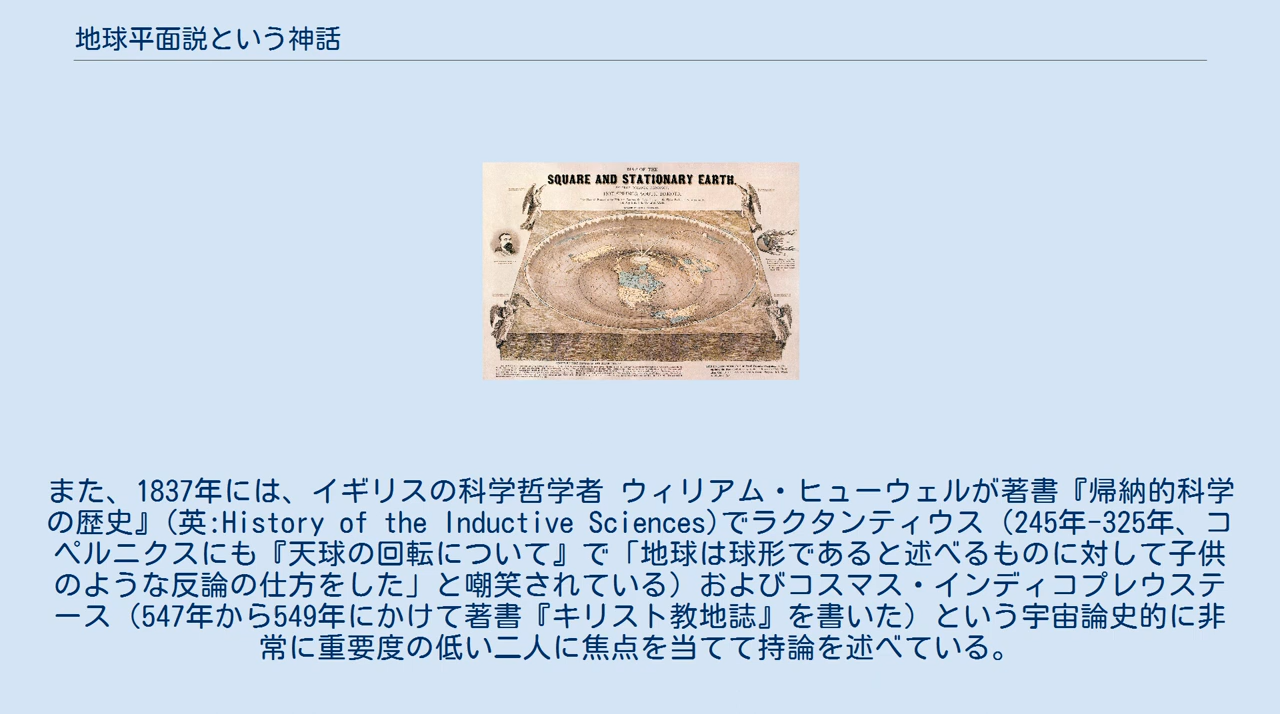 地球平面説という神話
MAP OF THE
SQUARE AND STATIONARY EARTH.
また、1837年には、イギリスの科学哲学者 ウィリアム・ヒューウェルが著書『帰納的科学
の歴史』(英:History of the Inductive Sciences)でラクタンティウス（245年-325年、コ
ペルニクスにも『天球の回転について』で「地球は球形であると述べるものに対して子供
のような反論の仕方をした」と嘲笑されている）およびコスマス・インディコプレウステ
ース（547年から549年にかけて著書『キリスト教地誌』を書いた）という宇宙論史的に非
常に重要度の低い二人に焦点を当てて持論を述べている。